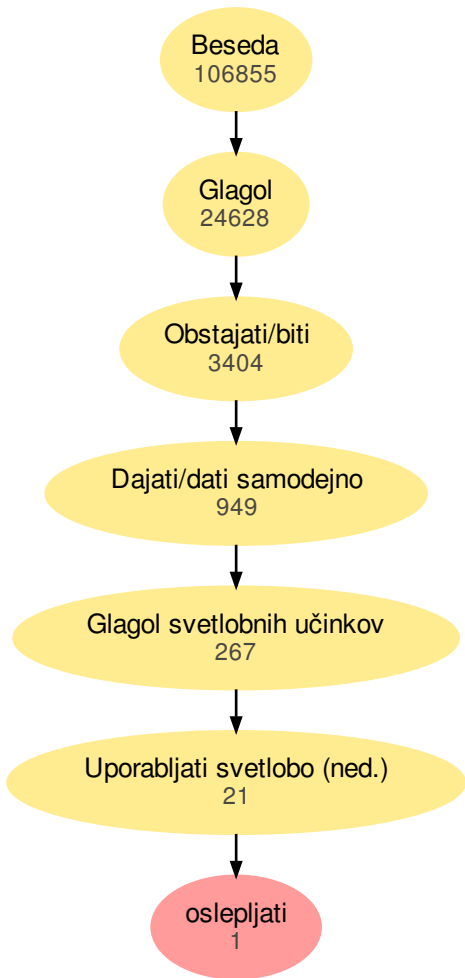 Beseda
106855
Glagol
24628
Obstajati/biti
3404
Dajati/dati samodejno
949
Glagol svetlobnih učinkov
267
Uporabljati svetlobo (ned.)
21
oslepljati
1